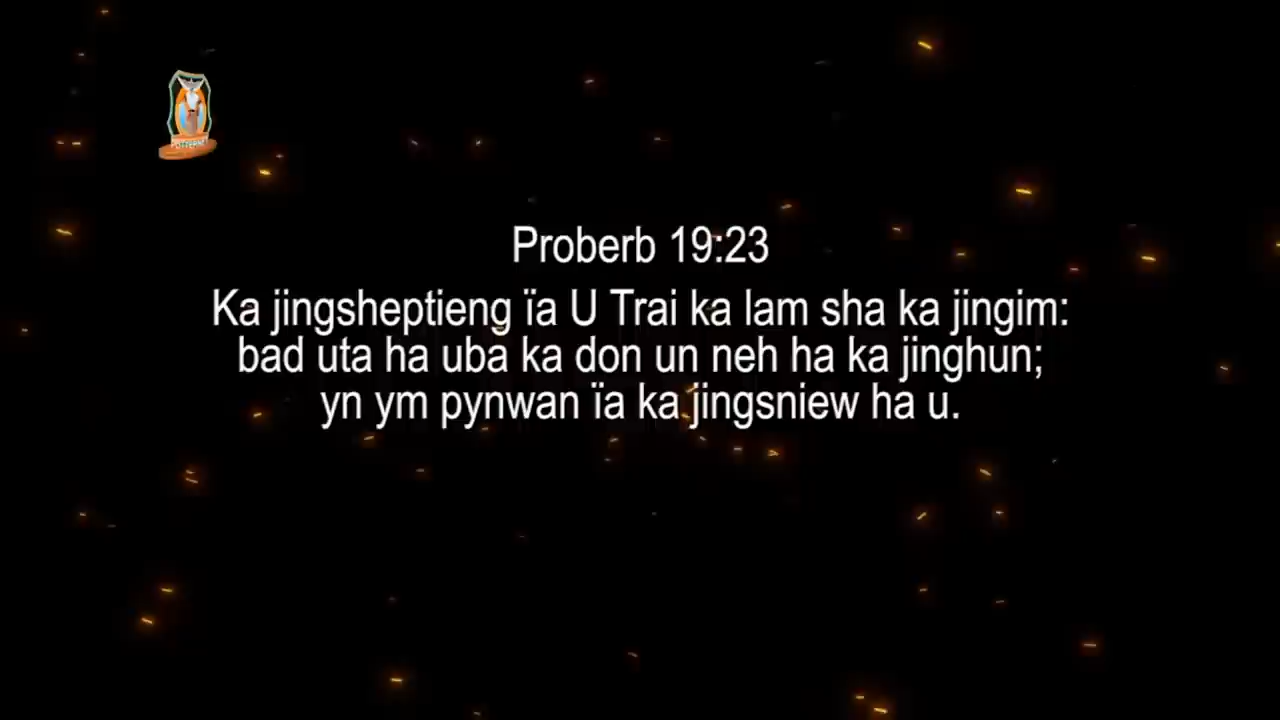 Proberb 19:23
Ka jingsheptieng ïa U Trai ka lam sha ka jingim:
bad uta ha uba ka don un neh ha ka jinghun;
yn ym pynwan ïa ka jingsniew ha u.